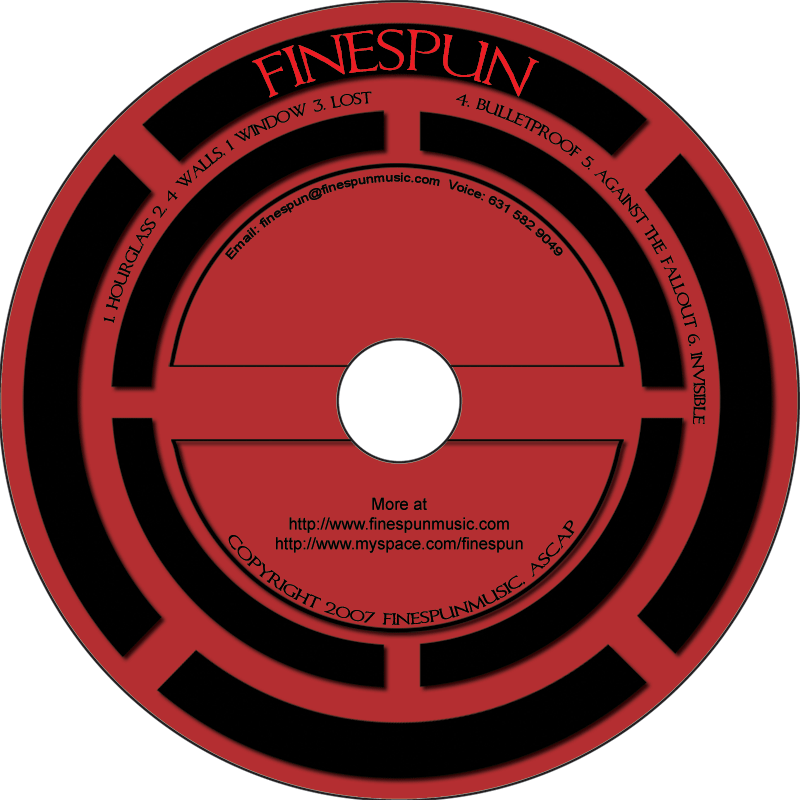 FINESPUN
1. HOURGLASS 2. 4 WALLS, 1 WINDOW 3. LOST
4. BULLETPROOF 5. AGAINST THE FALLOUT 6. INVISIBLE
Email: finespun@finespunmusic.com Voice: 631 582 9049
More at
http://www.finespunmusic.com
http://www.myspace.com/finespun
COPYRIGHT 2007 FINESPUNMUSIC. ASCAP